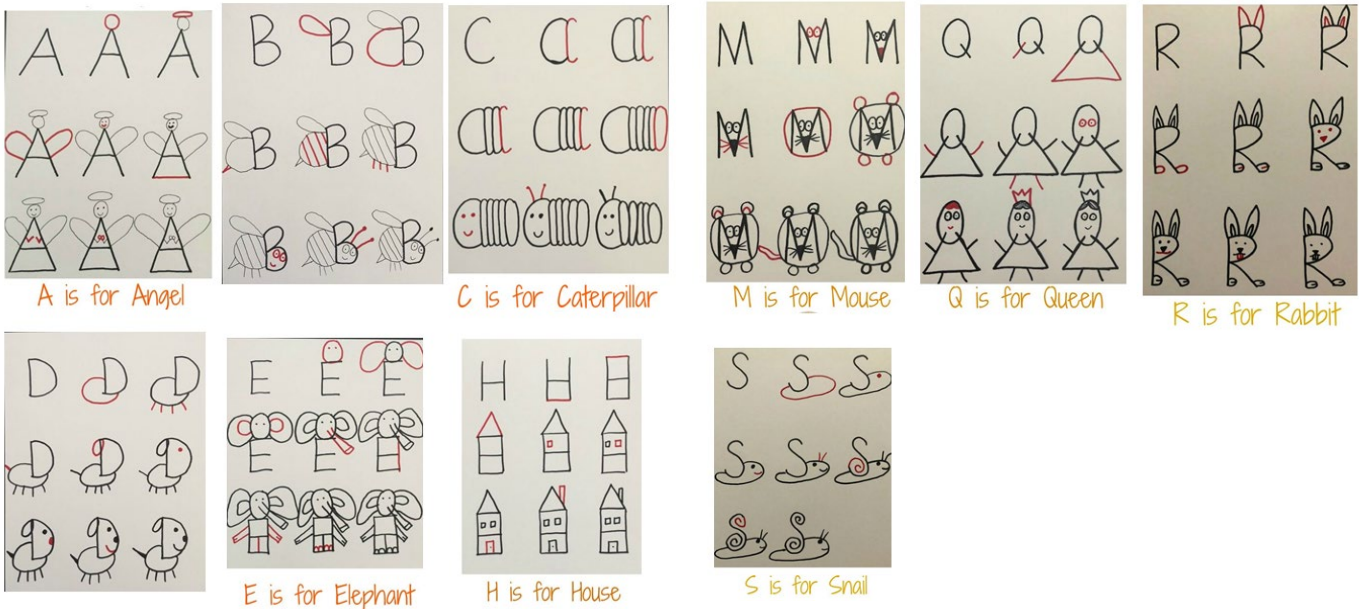 A A A
B B B
C C C
M M M
Q Q Q
R R R
A is for Angel
C is for Caterpillar
M is for Mouse
Q is for Queen
R is for Rabbit
D D D
E E E
H
S S S
E is for Elephant
H is for House
S is for Snail